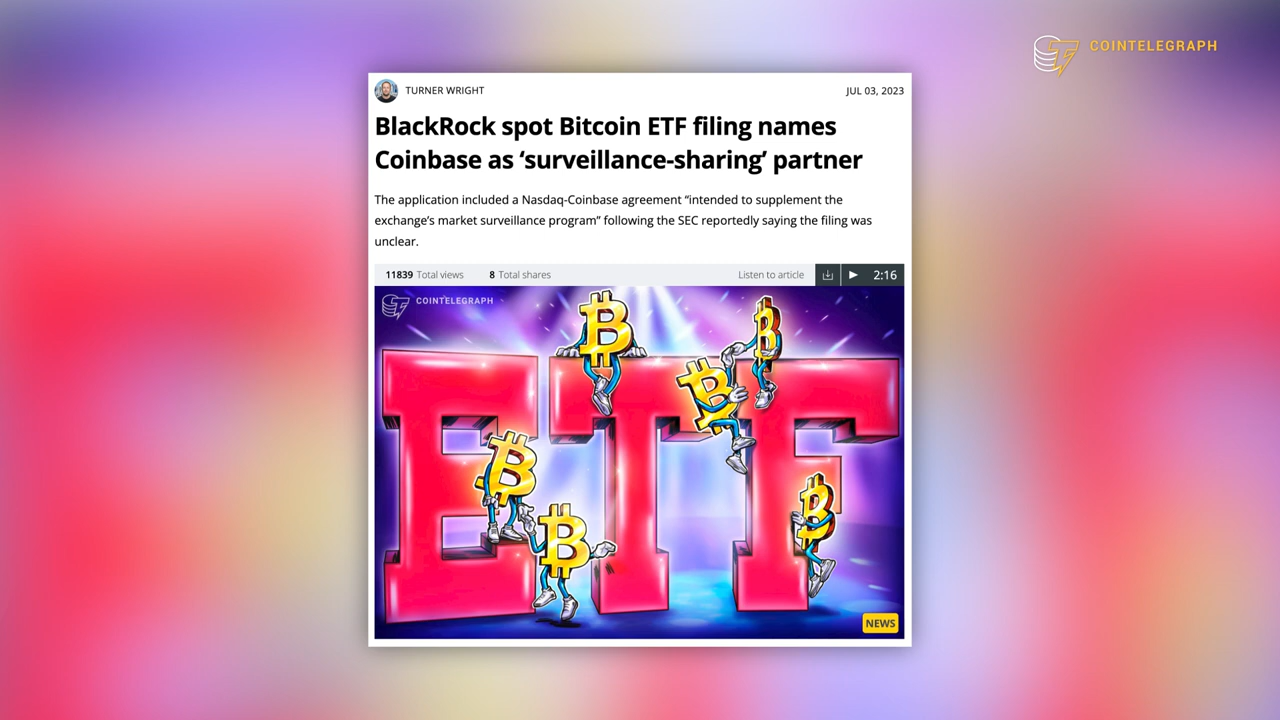 COINTELEGRAPH
TURNER WRIGHT
JUL 03, 2023
BlackRock spot Bitcoin ETF filing names
Coinbase as ‘surveillance-sharing’ partner
The application included a Nasdaq-Coinbase agreement “intended to supplement the
exchange’s market surveillance program” following the SEC reportedly saying the filing was
unclear.
11839 Total views 8 Total shares Listen to article 2:16
COINTELEGRAPH
ETF
NEWS